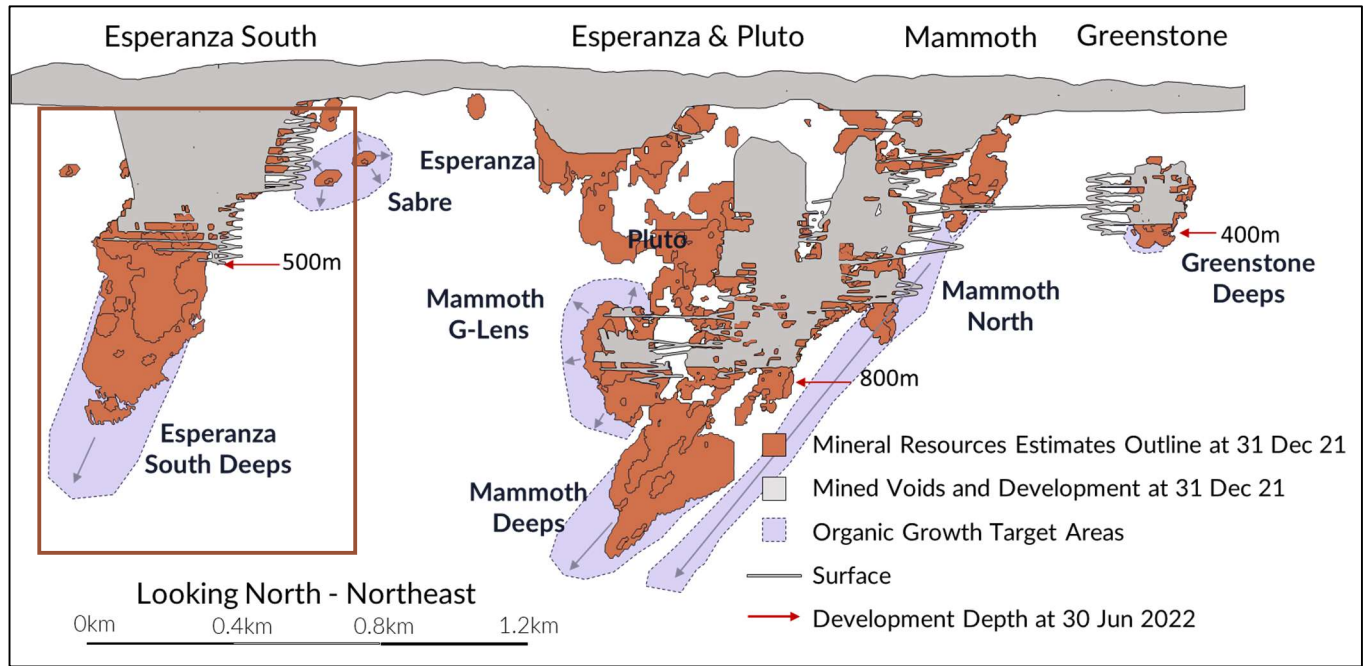 Esperanza South
Esperanza & Pluto
Mammoth
Greenstone
Esperanza
Sabre
Pluto
500m
400m
Greenstone
Deeps
Mammoth
G-Lens
Mammoth
North
800m
Esperanza
South Deeps
Mammoth
Deeps
Mineral Resources Estimates Outline at 31 Dec 21
Mined Voids and Development at 31 Dec 21
Organic Growth Target Areas
Surface
Development Depth at 30 Jun 2022
Looking North - Northeast
0km 0.4km 0.8km 1.2km